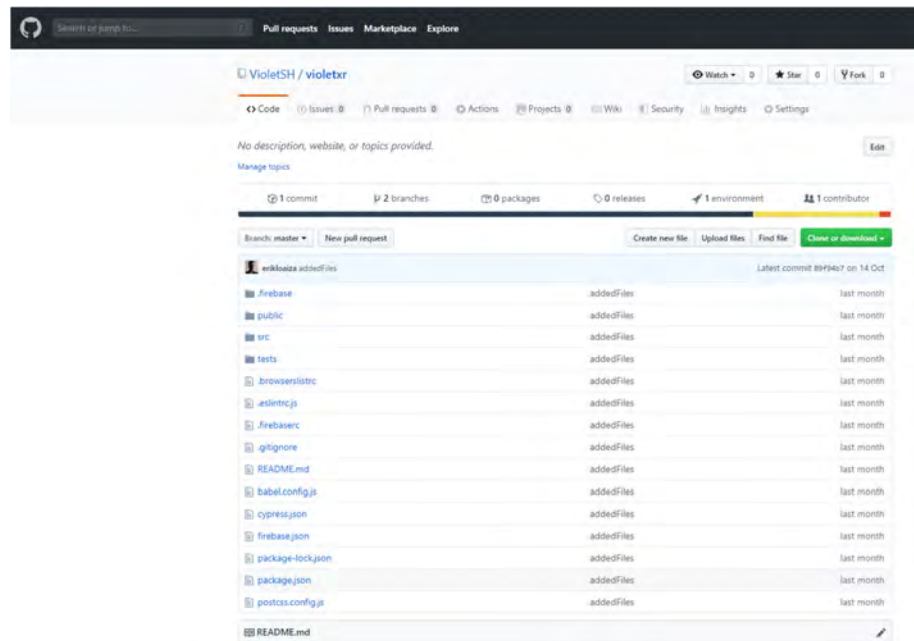 Search or jump to... /
Pull requests Issues Marketplace Explore
VioletSH / violetxr
Watch 0 Star 0 Fork 0
Code Issues 0 Pull requests 0 Actions Projects 0 Wiki Security Insights Settings
No description, website, or topics provided. Edit
Manage topics
1 commit 2 branches 0 packages 0 releases 1 environment 1 contributor
Branch: master New pull request Create new file Upload files Find file Clone or download
erikloaiza addedFiles Latest commit on 14 Oct
.firebase addedFiles last month
public addedFiles last month
src addedFiles last month
tests addedFiles last month
.browserslistrc addedFiles last month
.eslintrc.js addedFiles last month
.firebaserc addedFiles last month
.gitignore addedFiles last month
README.md addedFiles last month
babel.config.js addedFiles last month
cypress.json addedFiles last month
firebase.json addedFiles last month
package-lock.json addedFiles last month
package.json addedFiles last month
postcss.config.js addedFiles last month
README.md